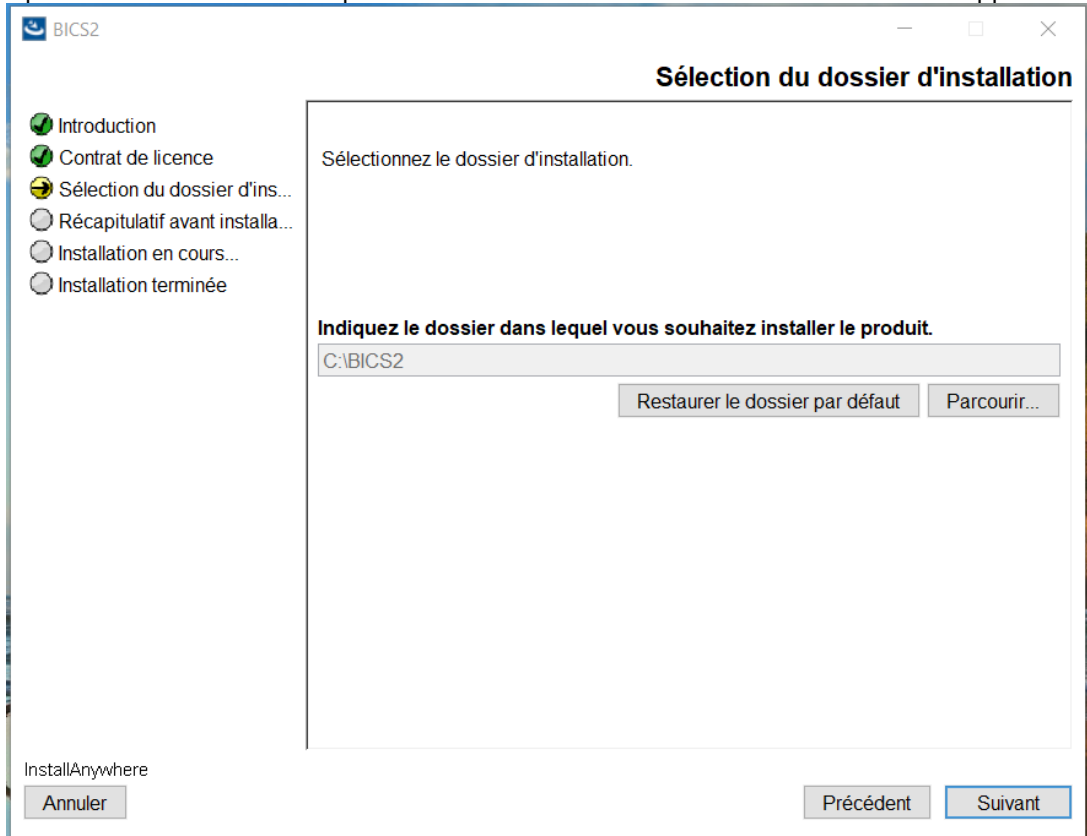 BICS2
Sélection du dossier d'installation
Introduction
Contrat de licence
Sélection du dossier d'ins...
Récapitulatif avant installa...
Installation en cours...
Installation terminée
Sélectionnez le dossier d'installation.
Indiquez le dossier dans lequel vous souhaitez installer le produit.
C:\BICS2
Restaurer le dossier par défaut
Parcourir...
InstallAnywhere
Annuler
Précédent
Suivant